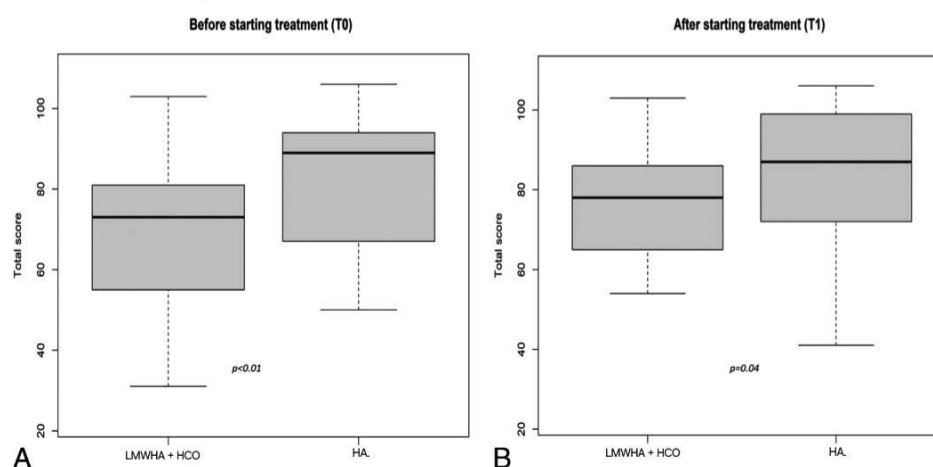 Before starting treatment (T0)
Total score
100
80
60
40
20
p<0.01
LMWHA + HCO
HA.
A
After starting treatment (T1)
Total score
100
80
60
40
20
p=0.04
LMWHA + HCO
HA.
B